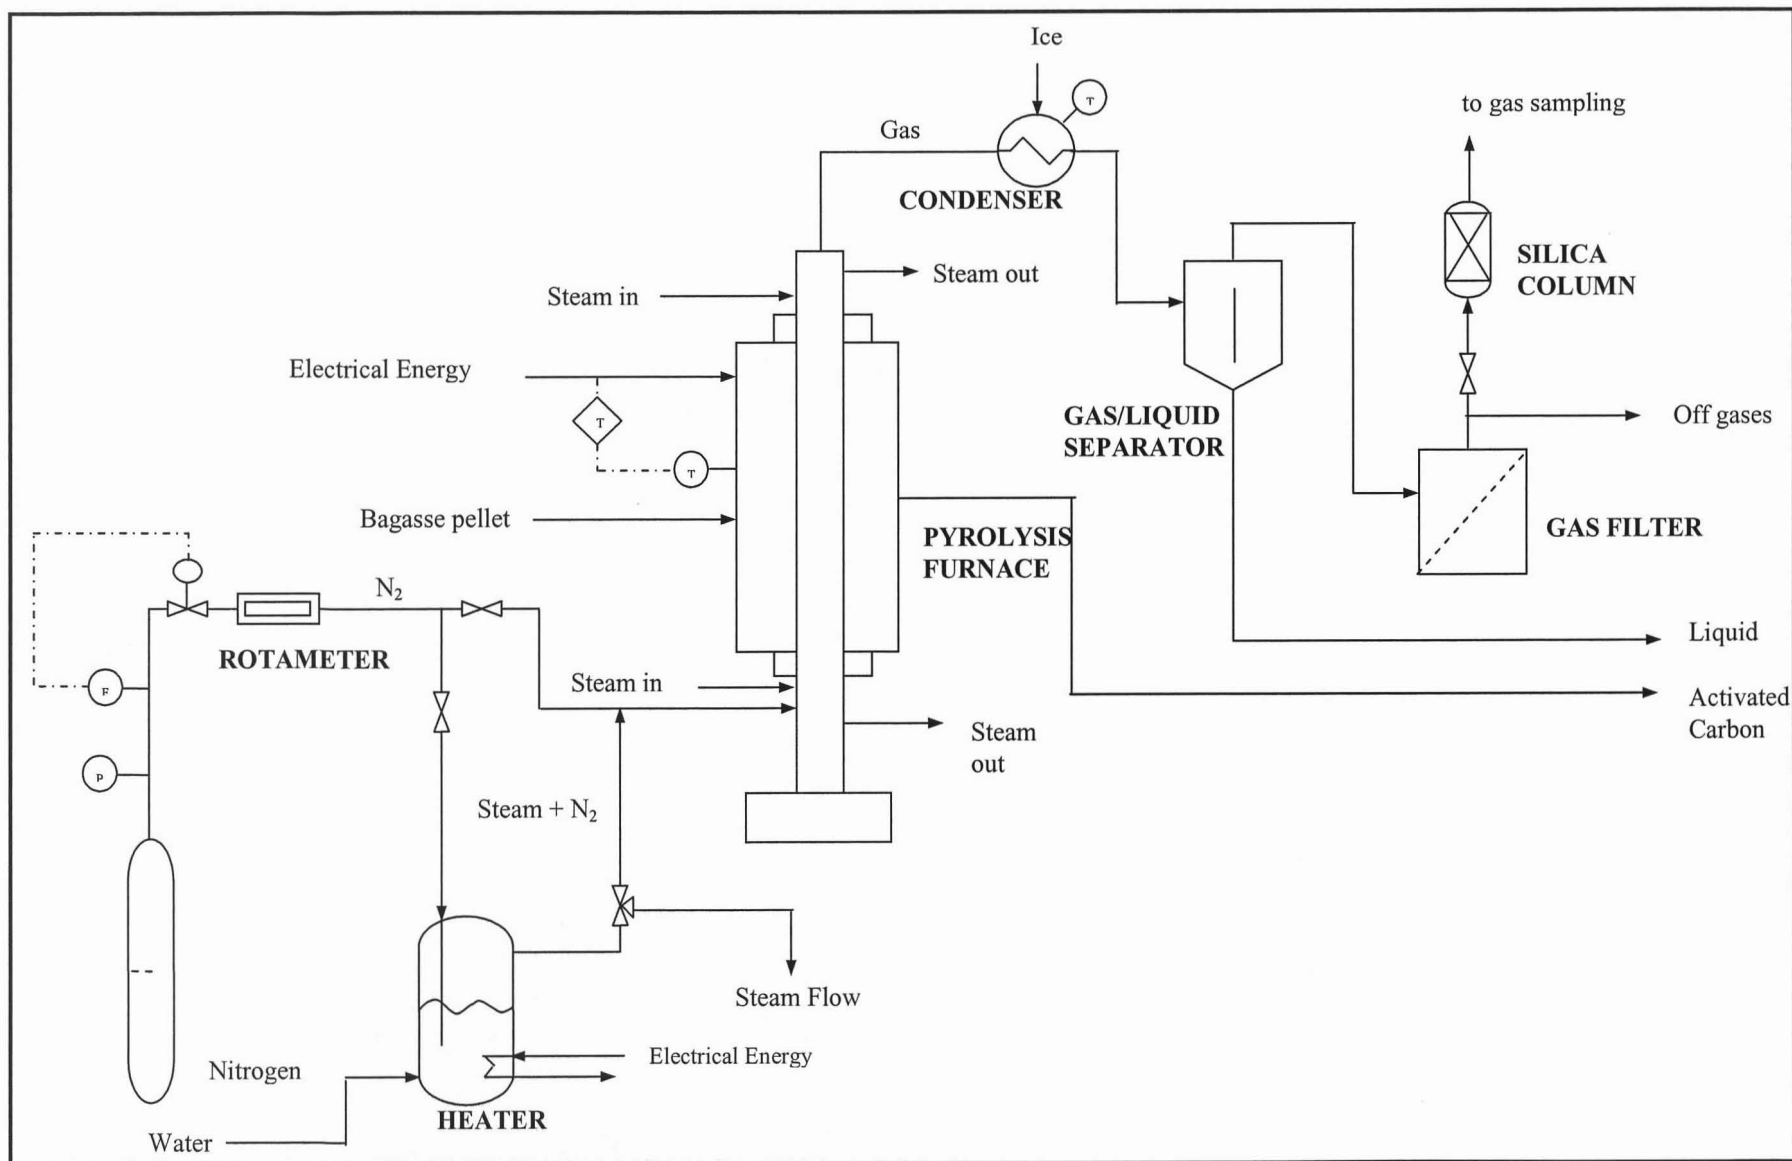 Ice
T
to gas sampling
Gas
CONDENSER
SILICA
COLUMN
Steam out
Steam in
Electrical Energy
T
GAS/LIQUID
SEPARATOR
Off gases
T
Bagasse pellet
PYROLYSIS
FURNACE
GAS FILTER
N₂
ROTAMETER
Liquid
F
Steam in
Activated
Carbon
Steam
out
P
Steam + N₂
Steam Flow
Nitrogen
Electrical Energy
HEATER
Water